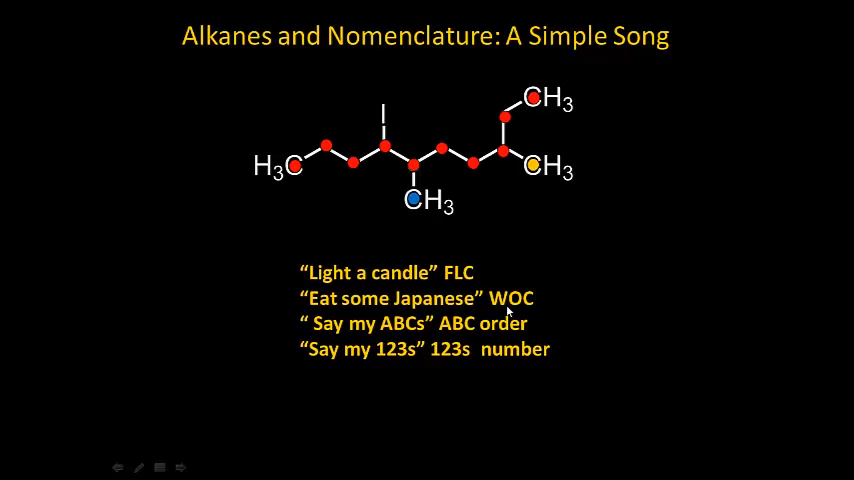 Alkanes and Nomenclature: A Simple Song
CH3
I
H3C
CH3
CH3
“Light a candle” FLC
“Eat some Japanese” WOC
“ Say my ABCs” ABC order
“Say my 123s” 123s number